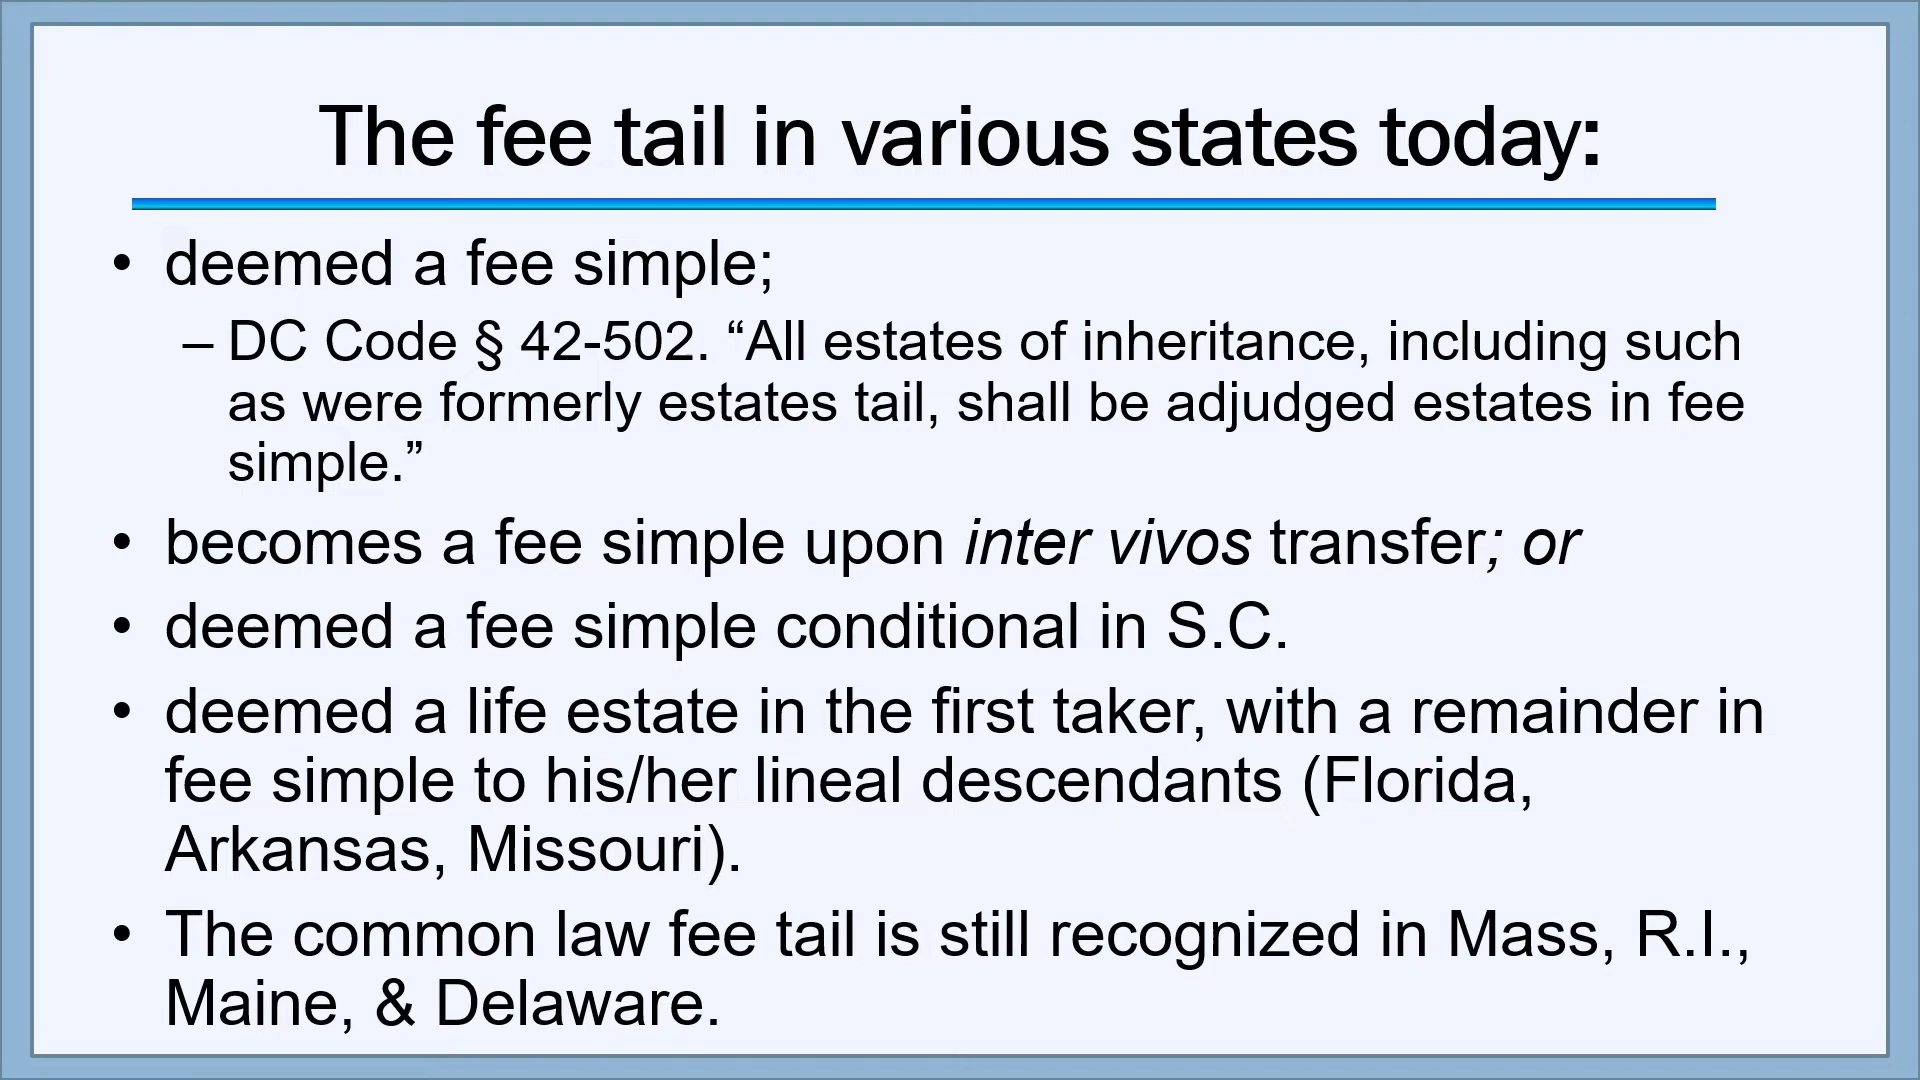 The fee tail in various states today:
• deemed a fee simple;
– DC Code § 42-502. “All estates of inheritance, including such
as were formerly estates tail, shall be adjudged estates in fee
simple.”
• becomes a fee simple upon inter vivos transfer; or
• deemed a fee simple conditional in S.C.
• deemed a life estate in the first taker, with a remainder in
fee simple to his/her lineal descendants (Florida,
Arkansas, Missouri).
• The common law fee tail is still recognized in Mass, R.I.,
Maine, & Delaware.